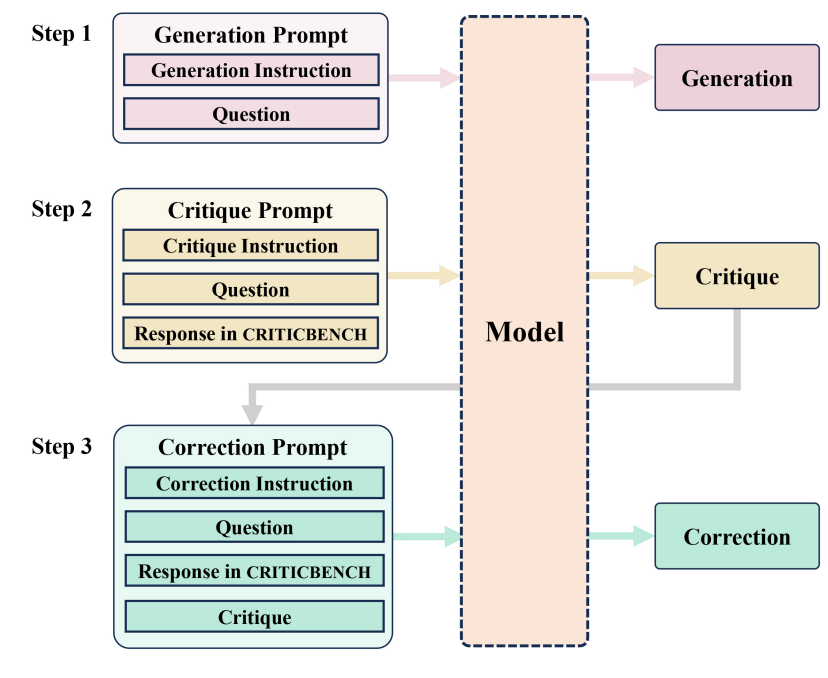 Step 1
Generation Prompt
Generation Instruction
Question
Generation
Step 2
Critique Prompt
Critique Instruction
Question
Response in CRITICBENCH
Model
Critique
Step 3
Correction Prompt
Correction Instruction
Question
Response in CRITICBENCH
Critique
Correction